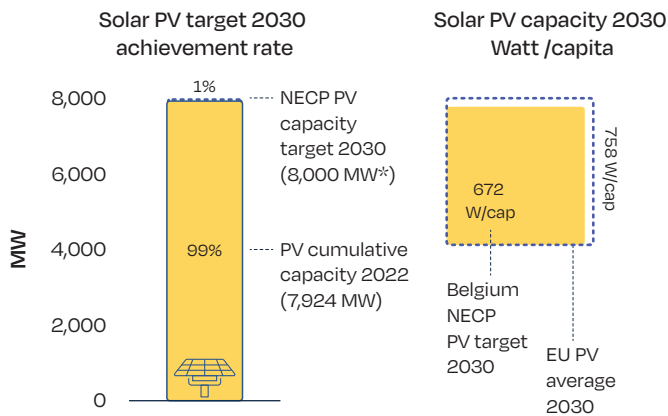 Solar PV target 2030
achievement rate
MW
8,000
6,000
4,000
2,000
0
1%
99%
NECP PV
capacity
target 2030
(8,000 MW*)
PV cumulative
capacity 2022
(7,924 MW)
Solar PV capacity 2030
Watt /capita
672
W/cap
758 W/cap
Belgium
NECP
PV target
2030
EU PV
average
2030